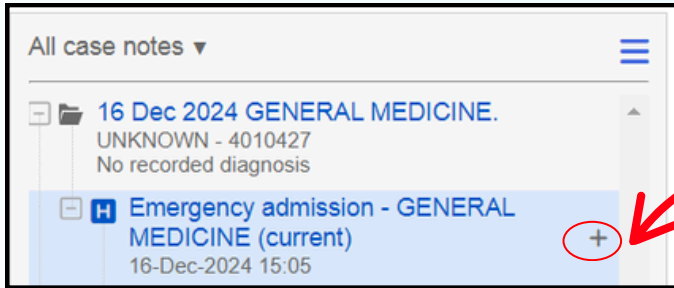 All case notes ▾
16 Dec 2024 GENERAL MEDICINE.
UNKNOWN - 4010427
No recorded diagnosis
H Emergency admission - GENERAL
MEDICINE (current)
16-Dec-2024 15:05